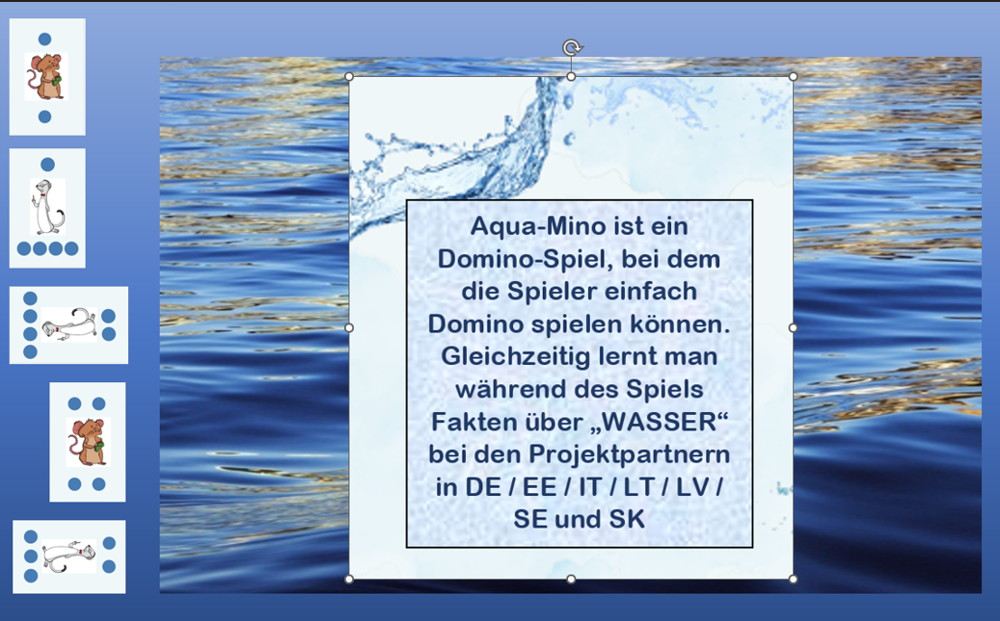 Aqua-Mino ist ein
Domino-Spiel, bei dem
die Spieler einfach
Domino spielen können.
Gleichzeitig lernt man
während des Spiels
Fakten über „WASSER“
bei den Projektpartnern
in DE / EE / IT / LT / LV /
SE und SK